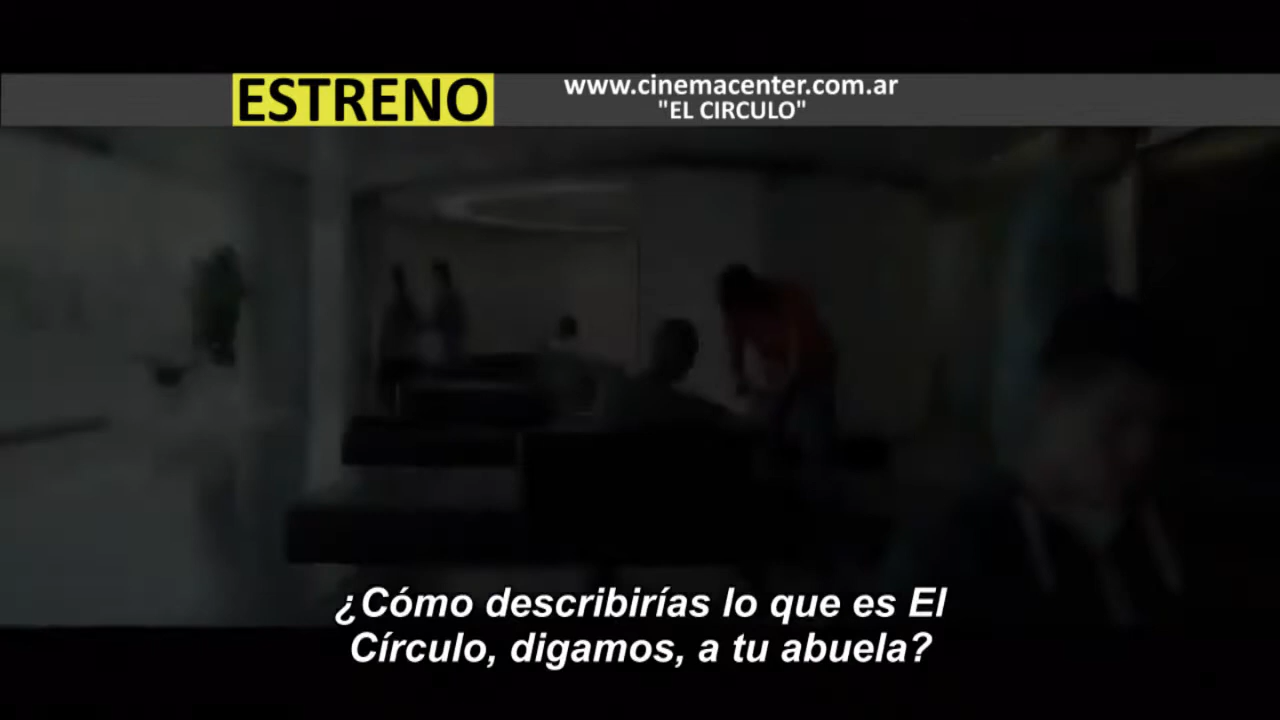 ESTRENO
www.cinemacenter.com.ar
"EL CIRCULO"
¿Cómo describirías lo que es El
Círculo, digamos, a tu abuela?